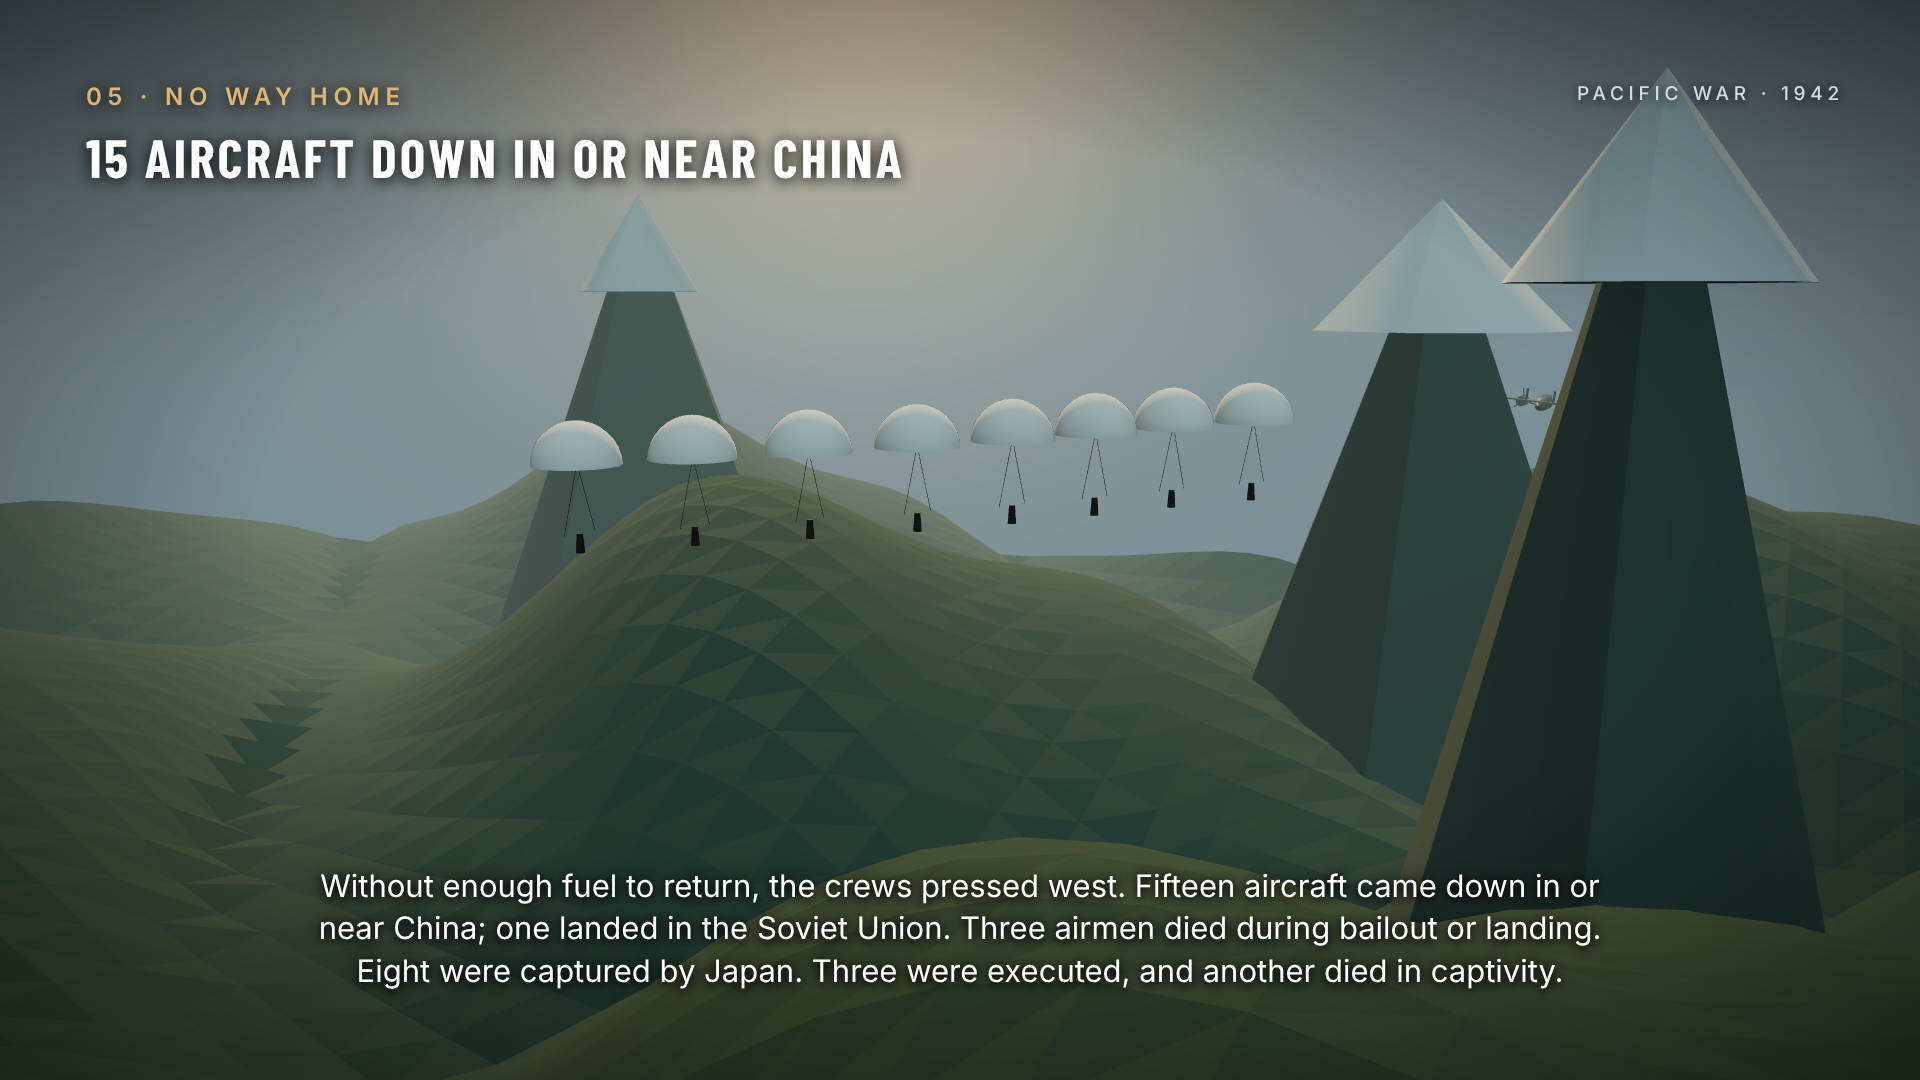 05 · NO WAY HOME
PACIFIC WAR · 1942
15 AIRCRAFT DOWN IN OR NEAR CHINA
Without enough fuel to return, the crews pressed west. Fifteen aircraft came down in or
near China; one landed in the Soviet Union. Three airmen died during bailout or landing.
Eight were captured by Japan. Three were executed, and another died in captivity.